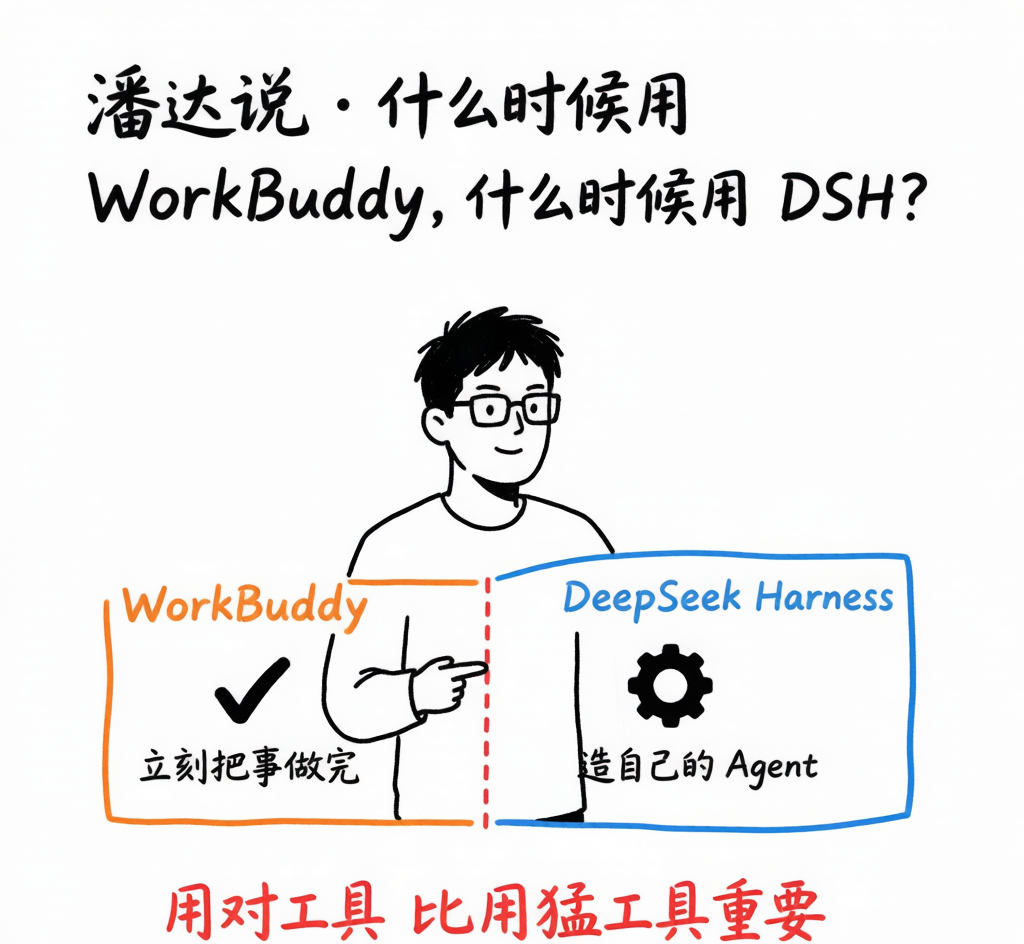 潘达说·什么时候用
WorkBuddy, 什么时候用 DSH?
WorkBuddy
DeepSeek Harness
立刻把事做完
造自己的 Agent
用对工具 比用猛工具重要